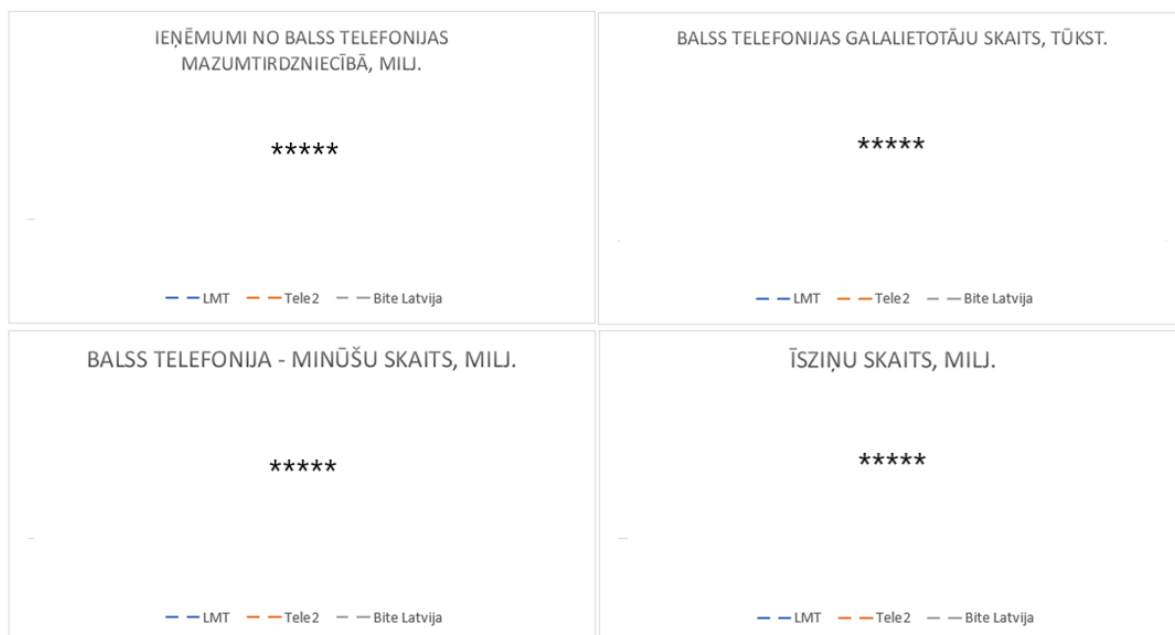 IEŅĒMUMI NO BALSS TELEFONIJAS
MAZUMTIRDZNIECĪBĀ, MILJ.
*****
LMT Tele2 Bite Latvija
BALSS TELEFONIJAS GALALIETOTĀJU SKAITS, TŪKST.
*****
LMT Tele2 Bite Latvija
BALSS TELEFONIJA - MINŪŠU SKAITS, MILJ.
*****
LMT Tele2 Bite Latvija
ĪSZIŅU SKAITS, MILJ.
*****
LMT Tele2 Bite Latvija